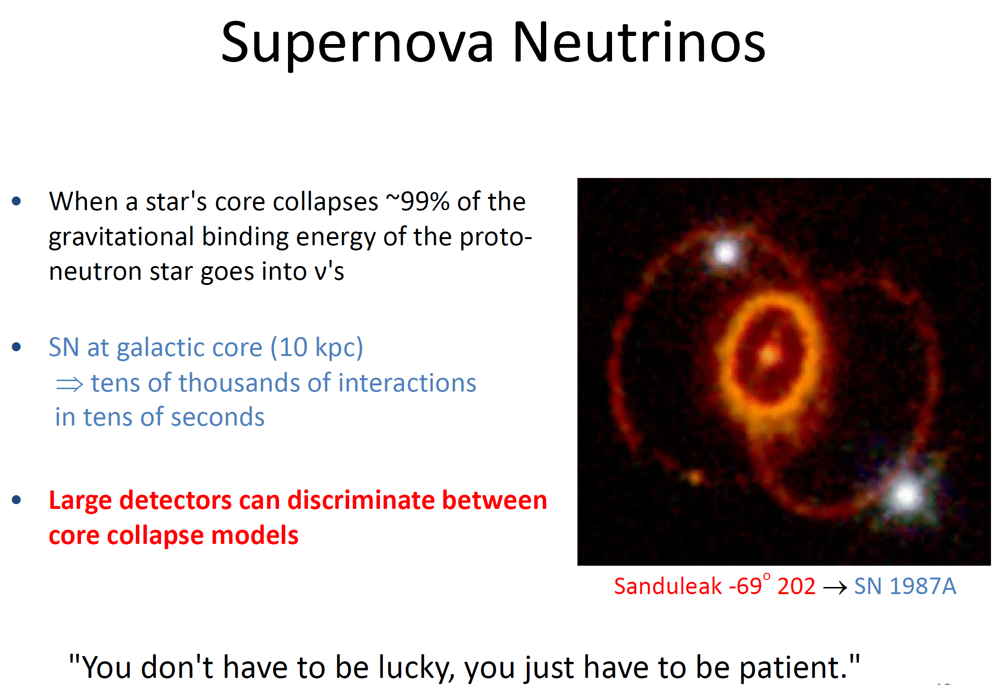 Supernova Neutrinos
• When a star's core collapses ~99% of the
gravitational binding energy of the proto-
neutron star goes into ν's
• SN at galactic core (10 kpc)
⇒ tens of thousands of interactions
in tens of seconds
• Large detectors can discriminate between
core collapse models
Sanduleak -69° 202 → SN 1987A
"You don't have to be lucky, you just have to be patient."